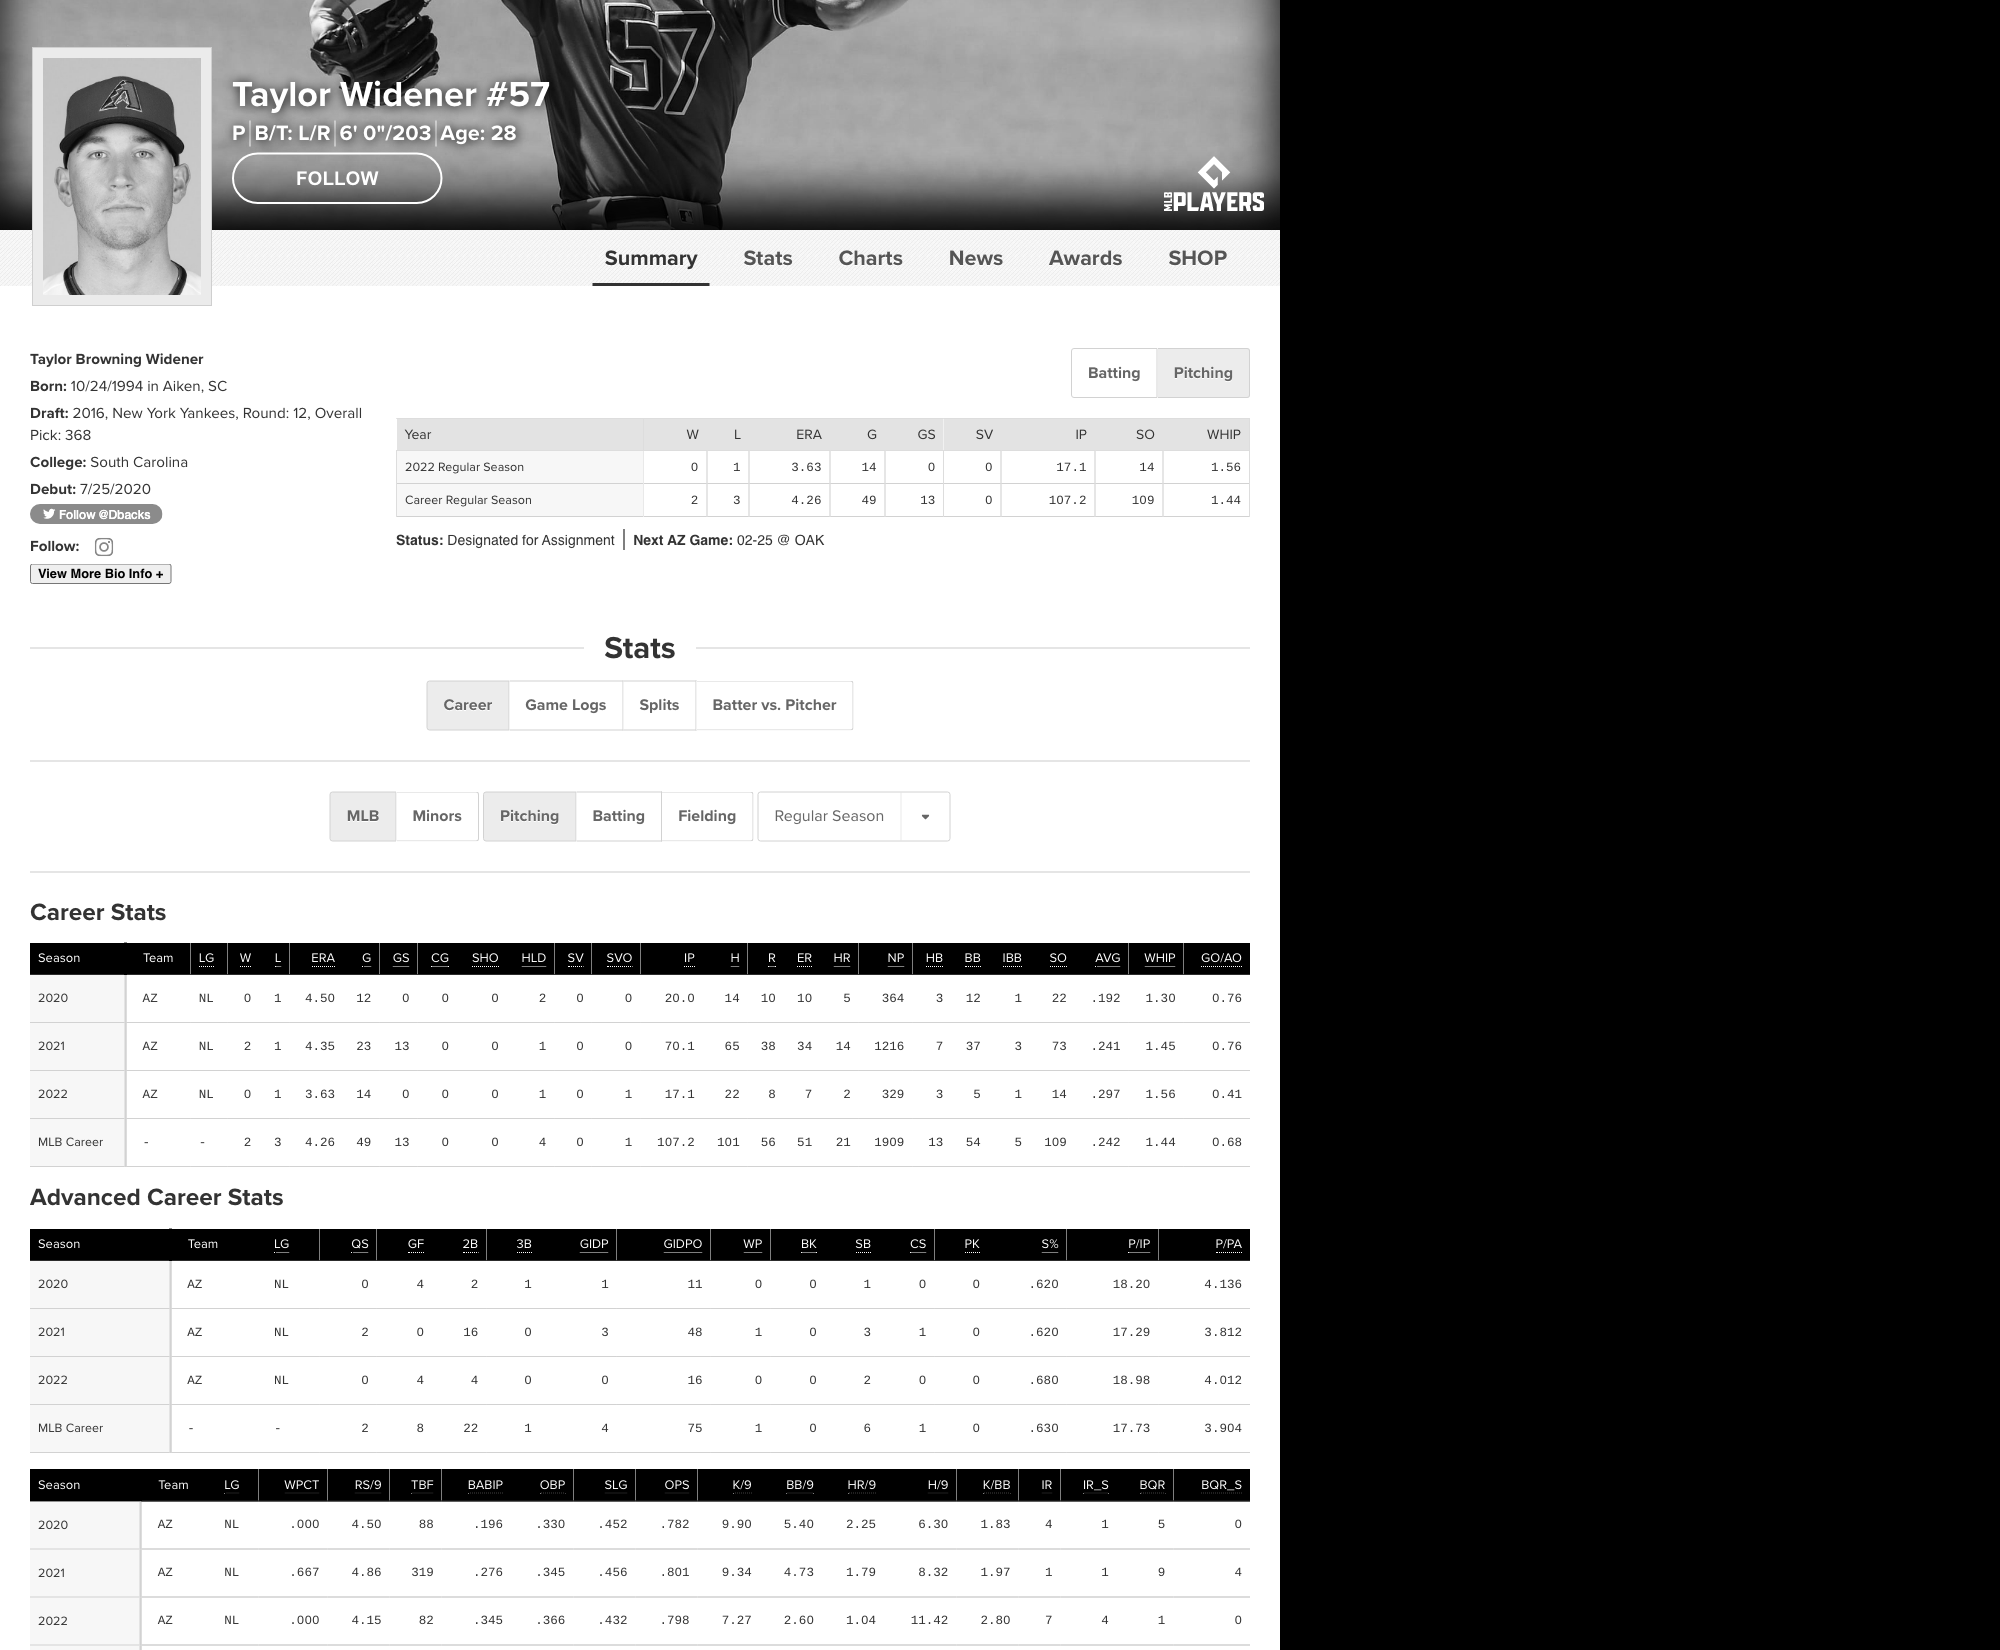 57
Taylor Widener #57
P B/T: L/R 6' 0"/203 Age: 28
FOLLOW
MLB PLAYERS
Summary Stats Charts News Awards SHOP
Taylor Browning Widener
Born: 10/24/1994 in Aiken, SC
Draft: 2016, New York Yankees, Round: 12, Overall
Pick: 368
College: South Carolina
Debut: 7/25/2020
Follow @Dbacks
Follow:
View More Bio Info +
Batting Pitching
Year W L ERA G GS SV IP SO WHIP
2022 Regular Season 0 1 3.63 14 0 0 17.1 14 1.56
Career Regular Season 2 3 4.26 49 13 0 107.2 109 1.44
Status: Designated for Assignment Next AZ Game: 02-25 @ OAK
Stats
Career Game Logs Splits Batter vs. Pitcher
MLB Minors Pitching Batting Fielding Regular Season
Career Stats
Season Team LG W L ERA G GS CG SHO HLD SV SVO IP H R ER HR NP HB BB IBB SO AVG WHIP GO/AO
2020 AZ NL 0 1 4.50 12 0 0 0 2 0 0 20.0 14 10 10 5 364 3 12 1 22 .192 1.30 0.76
2021 AZ NL 2 1 4.35 23 13 0 0 1 0 0 70.1 65 38 34 14 1216 7 37 3 73 .241 1.45 0.76
2022 AZ NL 0 1 3.63 14 0 0 0 1 0 1 17.1 22 8 7 2 329 3 5 1 14 .297 1.56 0.41
MLB Career - - 2 3 4.26 49 13 0 0 4 0 1 107.2 101 56 51 21 1909 13 54 5 109 .242 1.44 0.68
Advanced Career Stats
Season Team LG QS GF 2B 3B GIDP GIDPO WP BK SB CS PK S% P/IP P/PA
2020 AZ NL 0 4 2 1 1 11 0 0 1 0 0 .620 18.20 4.136
2021 AZ NL 2 0 16 0 3 48 1 0 3 1 0 .620 17.29 3.812
2022 AZ NL 0 4 4 0 0 16 0 0 2 0 0 .680 18.98 4.012
MLB Career - - 2 8 22 1 4 75 1 0 6 1 0 .630 17.73 3.904
Season Team LG WPCT RS/9 TBF BABIP OBP SLG OPS K/9 BB/9 HR/9 H/9 K/BB IR IR_S BQR BQR_S
2020 AZ NL .000 4.50 88 .196 .330 .452 .782 9.90 5.40 2.25 6.30 1.83 4 1 5 0
2021 AZ NL .667 4.86 319 .276 .345 .456 .801 9.34 4.73 1.79 8.32 1.97 1 1 9 4
2022 AZ NL .000 4.15 82 .345 .366 .432 .798 7.27 2.60 1.04 11.42 2.80 7 4 1 0